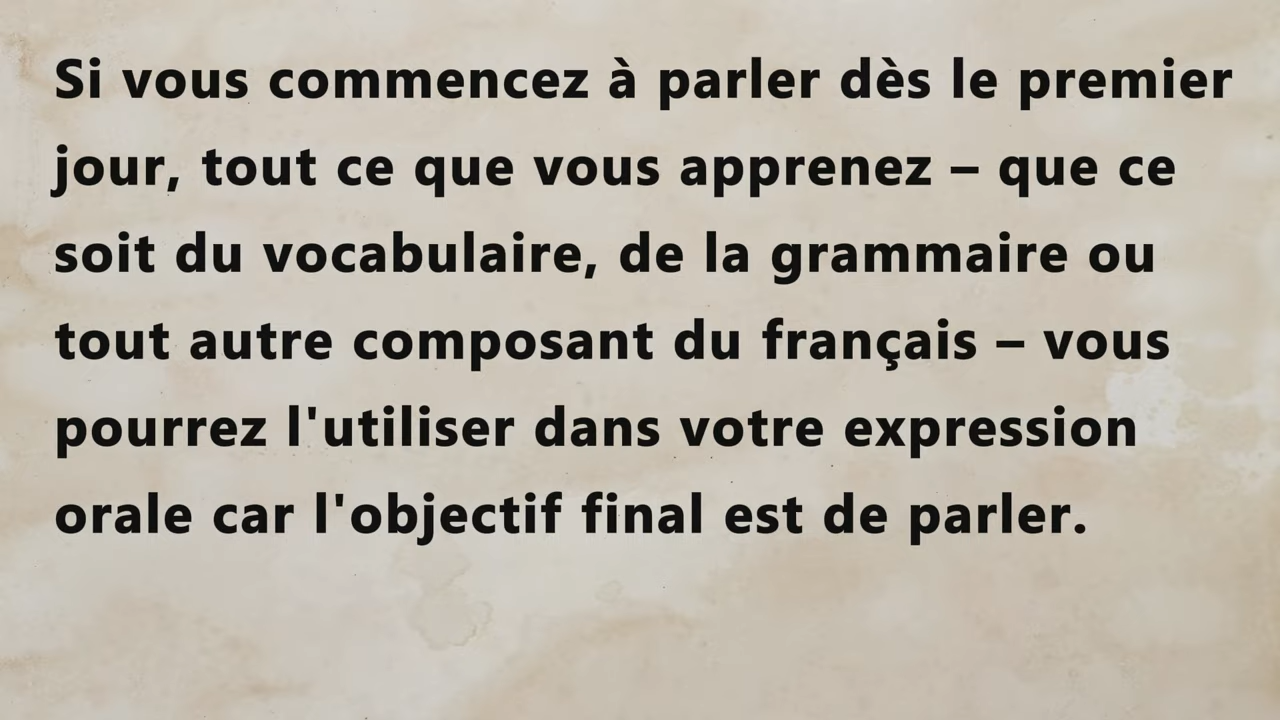 Si vous commencez à parler dès le premier
jour, tout ce que vous apprenez – que ce
soit du vocabulaire, de la grammaire ou
tout autre composant du français – vous
pourrez l'utiliser dans votre expression
orale car l'objectif final est de parler.